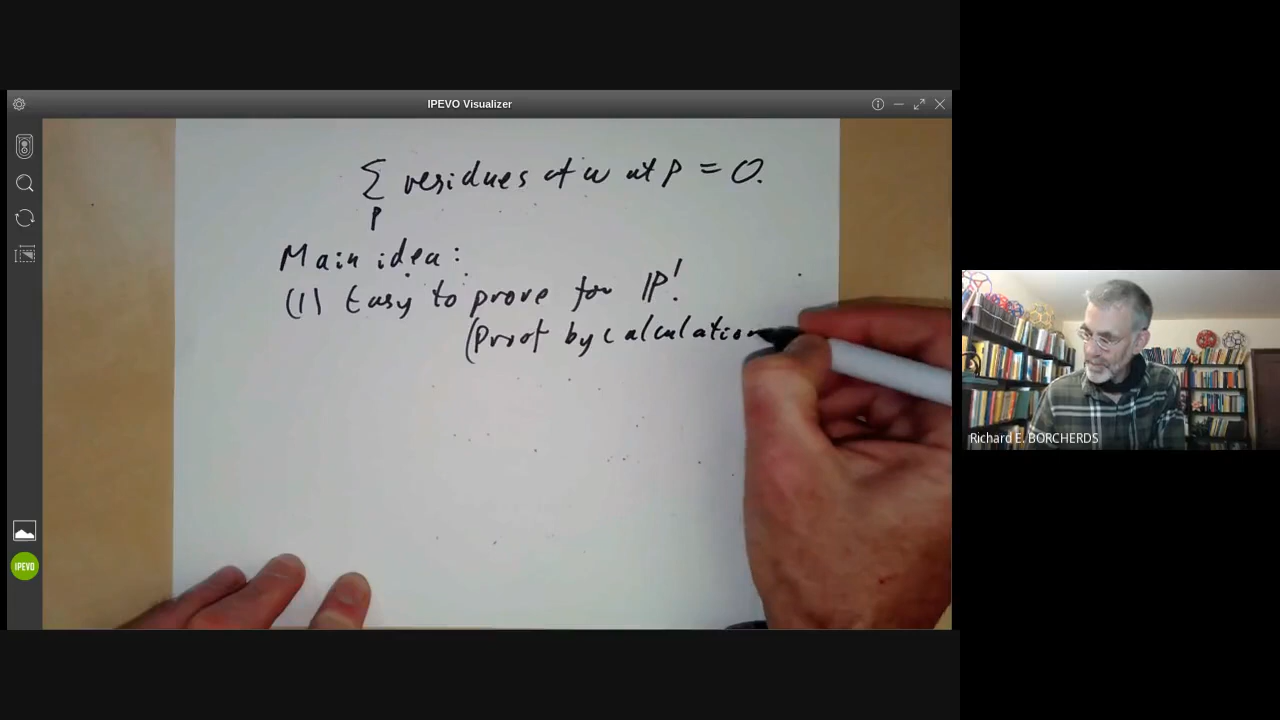 IPEVO Visualizer
Σ residues of ω at P = 0.
P
Main idea:
(1) Easy to prove for ℙ¹.
(Proof by calculation
IPEVO
Richard E. BORCHERDS